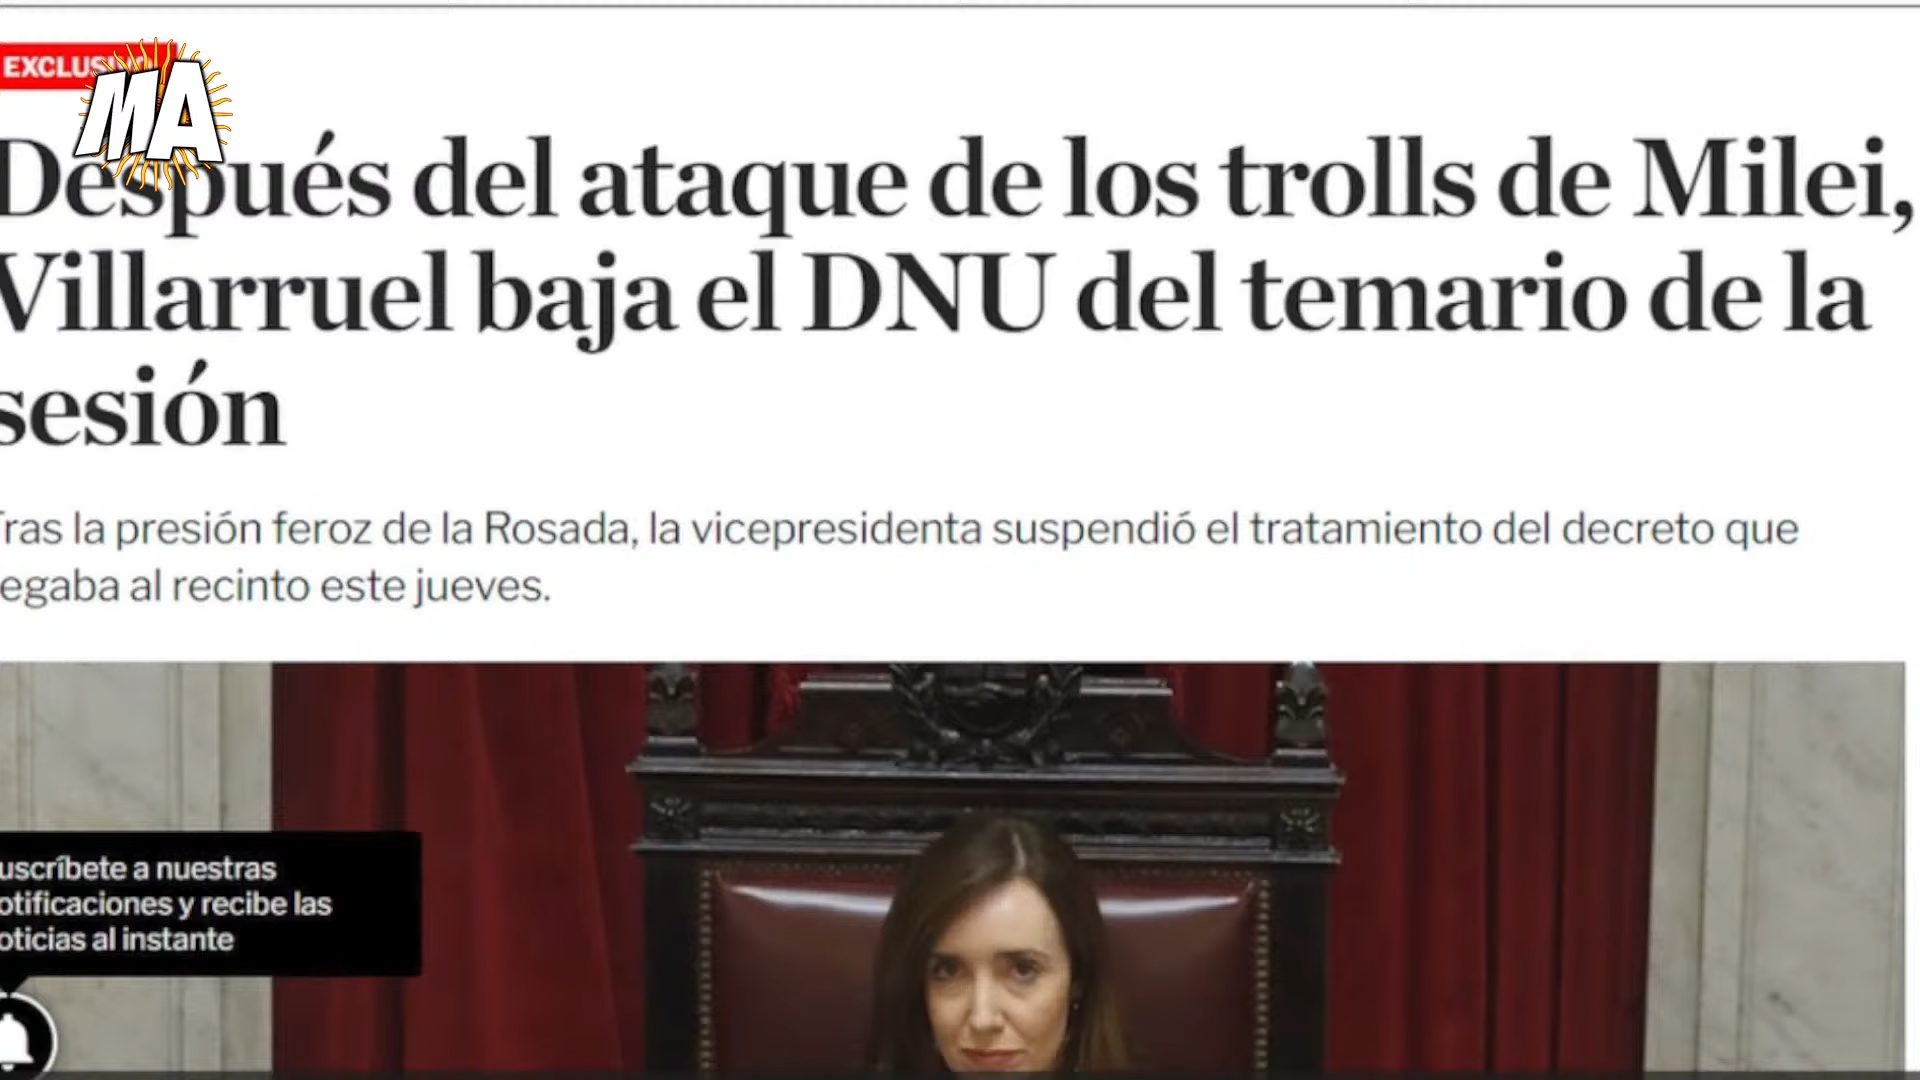 EXCLUS
MA
Después del ataque de los trolls de Milei,
Villarruel baja el DNU del temario de la
sesión
Tras la presión feroz de la Rosada, la vicepresidenta suspendió el tratamiento del decreto que
egaba al recinto este jueves.
uscríbete a nuestras
otificaciones y recibe las
oticias al instante